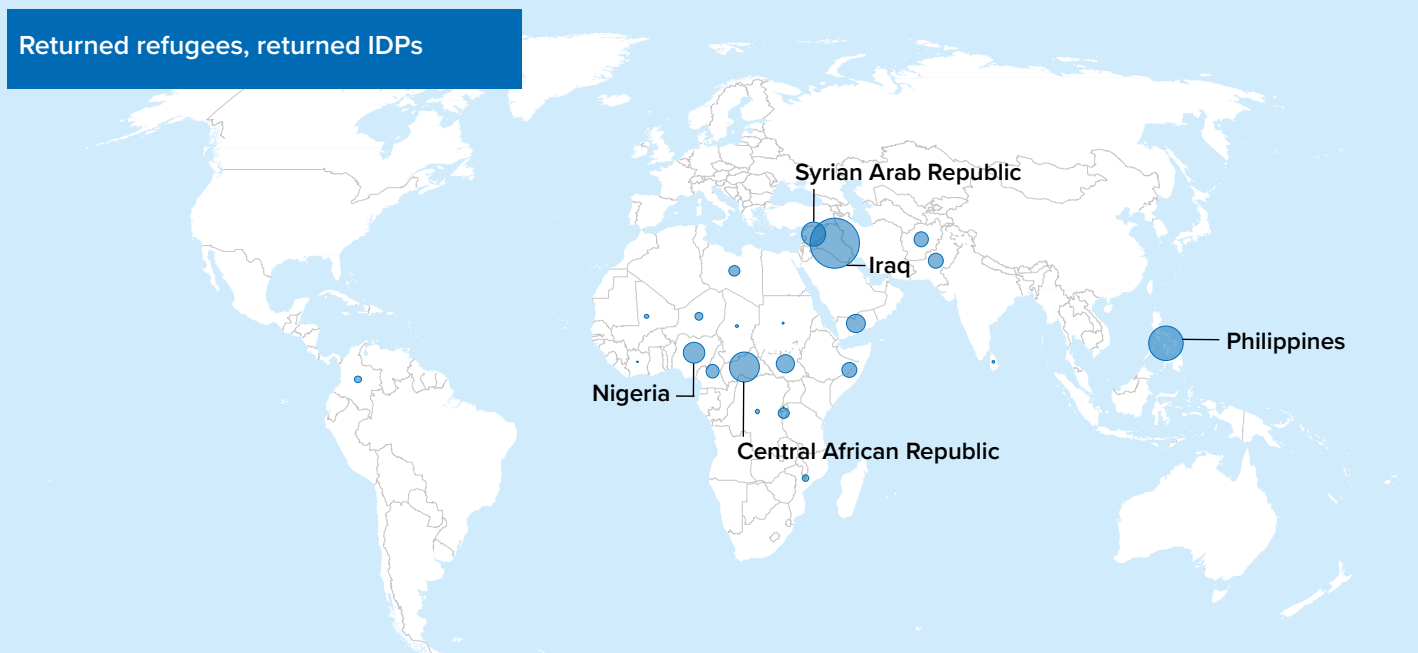 Returned refugees, returned IDPs
Syrian Arab Republic
Iraq
Philippines
Nigeria
Central African Republic